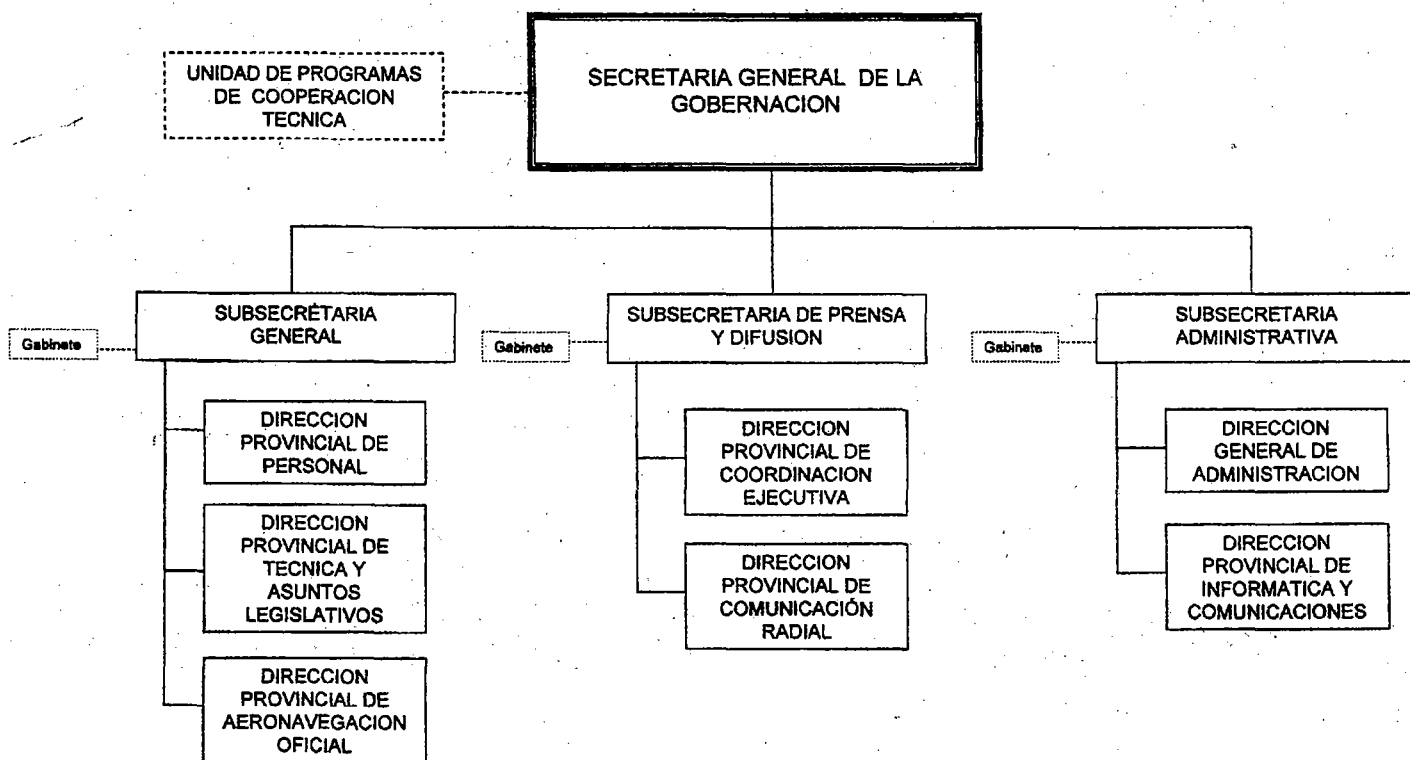 UNIDAD DE PROGRAMAS
DE COOPERACION
TECNICA
SECRETARIA GENERAL DE LA
GOBERNACION
SUBSECRETARIA
GENERAL
Gabinete
DIRECCION
PROVINCIAL DE
PERSONAL
DIRECCION
PROVINCIAL DE
TECNICA Y
ASUNTOS
LEGISLATIVOS
DIRECCION
PROVINCIAL DE
AERONAVEGACION
OFICIAL
SUBSECRETARIA DE PRENSA
Y DIFUSION
Gabinete
DIRECCION
PROVINCIAL DE
COORDINACION
EJECUTIVA
DIRECCION
PROVINCIAL DE
COMUNICACIÓN
RADIAL
SUBSECRETARIA
ADMINISTRATIVA
Gabinete
DIRECCION
GENERAL DE
ADMINISTRACION
DIRECCION
PROVINCIAL DE
INFORMATICA Y
COMUNICACIONES